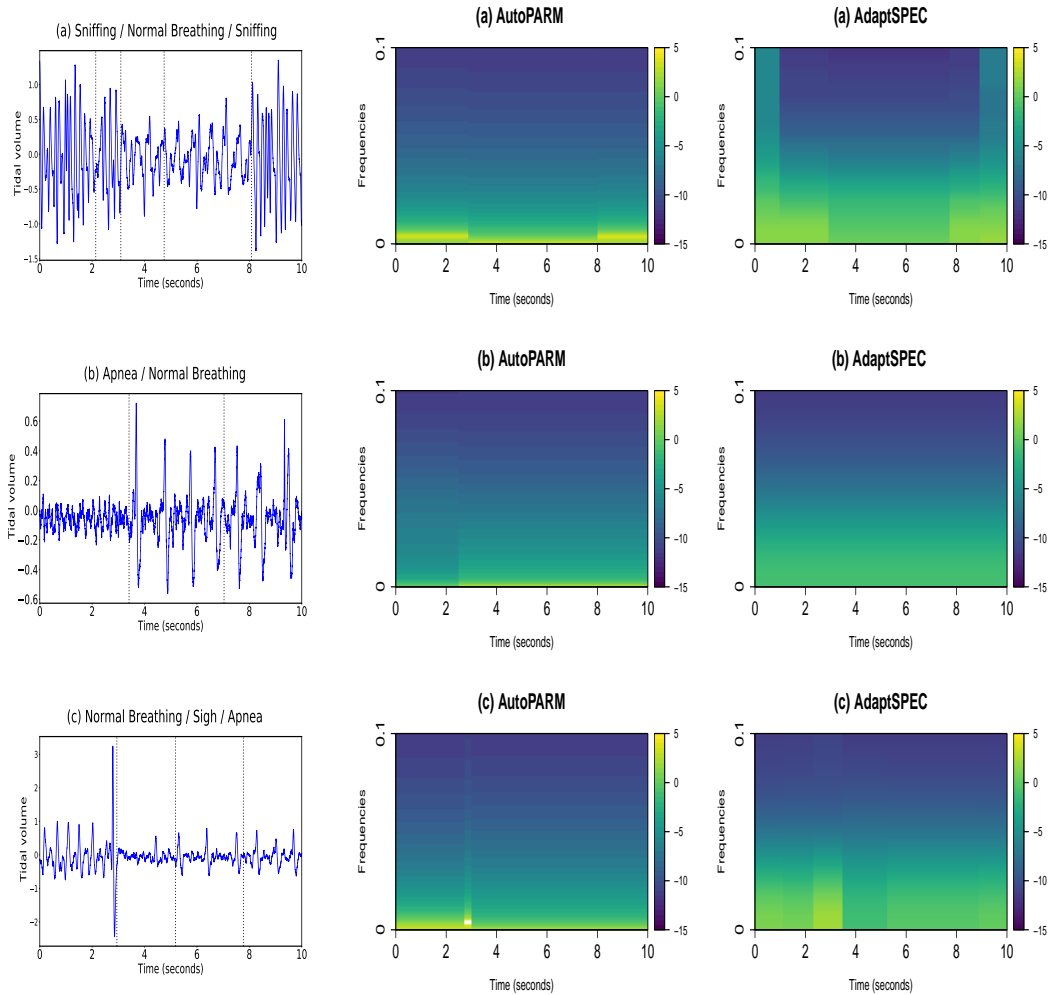 (a) Sniffing / Normal Breathing / Sniffing
Tidal volume
1.0
0.5
0.0
−0.5
−1.0
−1.5
0 2 4 6 8 10
Time (seconds)
(a) AutoPARM
Frequencies
0.1
0
0 2 4 6 8 10
Time (seconds)
5
0
−5
−10
−15
(a) AdaptSPEC
Frequencies
0.1
0
0 2 4 6 8 10
Time (seconds)
5
0
−5
−10
−15
(b) Apnea / Normal Breathing
Tidal volume
0.6
0.4
0.2
0.0
−0.2
−0.4
−0.6
0 2 4 6 8 10
Time (seconds)
(b) AutoPARM
Frequencies
0.1
0
0 2 4 6 8 10
Time (seconds)
5
0
−5
−10
−15
(b) AdaptSPEC
Frequencies
0.1
0
0 2 4 6 8 10
Time (seconds)
5
0
−5
−10
−15
(c) Normal Breathing / Sigh / Apnea
Tidal volume
3
2
1
0
−1
−2
0 2 4 6 8 10
Time (seconds)
(c) AutoPARM
Frequencies
0.1
0
0 2 4 6 8 10
Time (seconds)
5
0
−5
−10
−15
(c) AdaptSPEC
Frequencies
0.1
0
0 2 4 6 8 10
Time (seconds)
5
0
−5
−10
−15